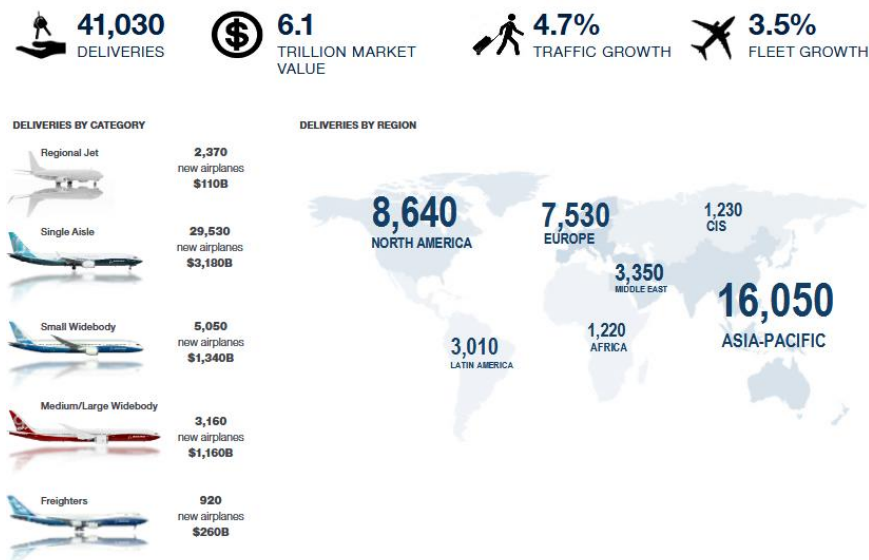 41,030
DELIVERIES
6.1
TRILLION MARKET
VALUE
4.7%
TRAFFIC GROWTH
3.5%
FLEET GROWTH
DELIVERIES BY CATEGORY
Regional Jet
2,370
new airplanes
$110B
Single Aisle
29,530
new airplanes
$3,180B
Small Widebody
5,050
new airplanes
$1,340B
Medium/Large Widebody
3,160
new airplanes
$1,160B
Freighters
920
new airplanes
$260B
DELIVERIES BY REGION
8,640
NORTH AMERICA
7,530
EUROPE
1,230
CIS
3,350
MIDDLE EAST
16,050
ASIA-PACIFIC
3,010
LATIN AMERICA
1,220
AFRICA